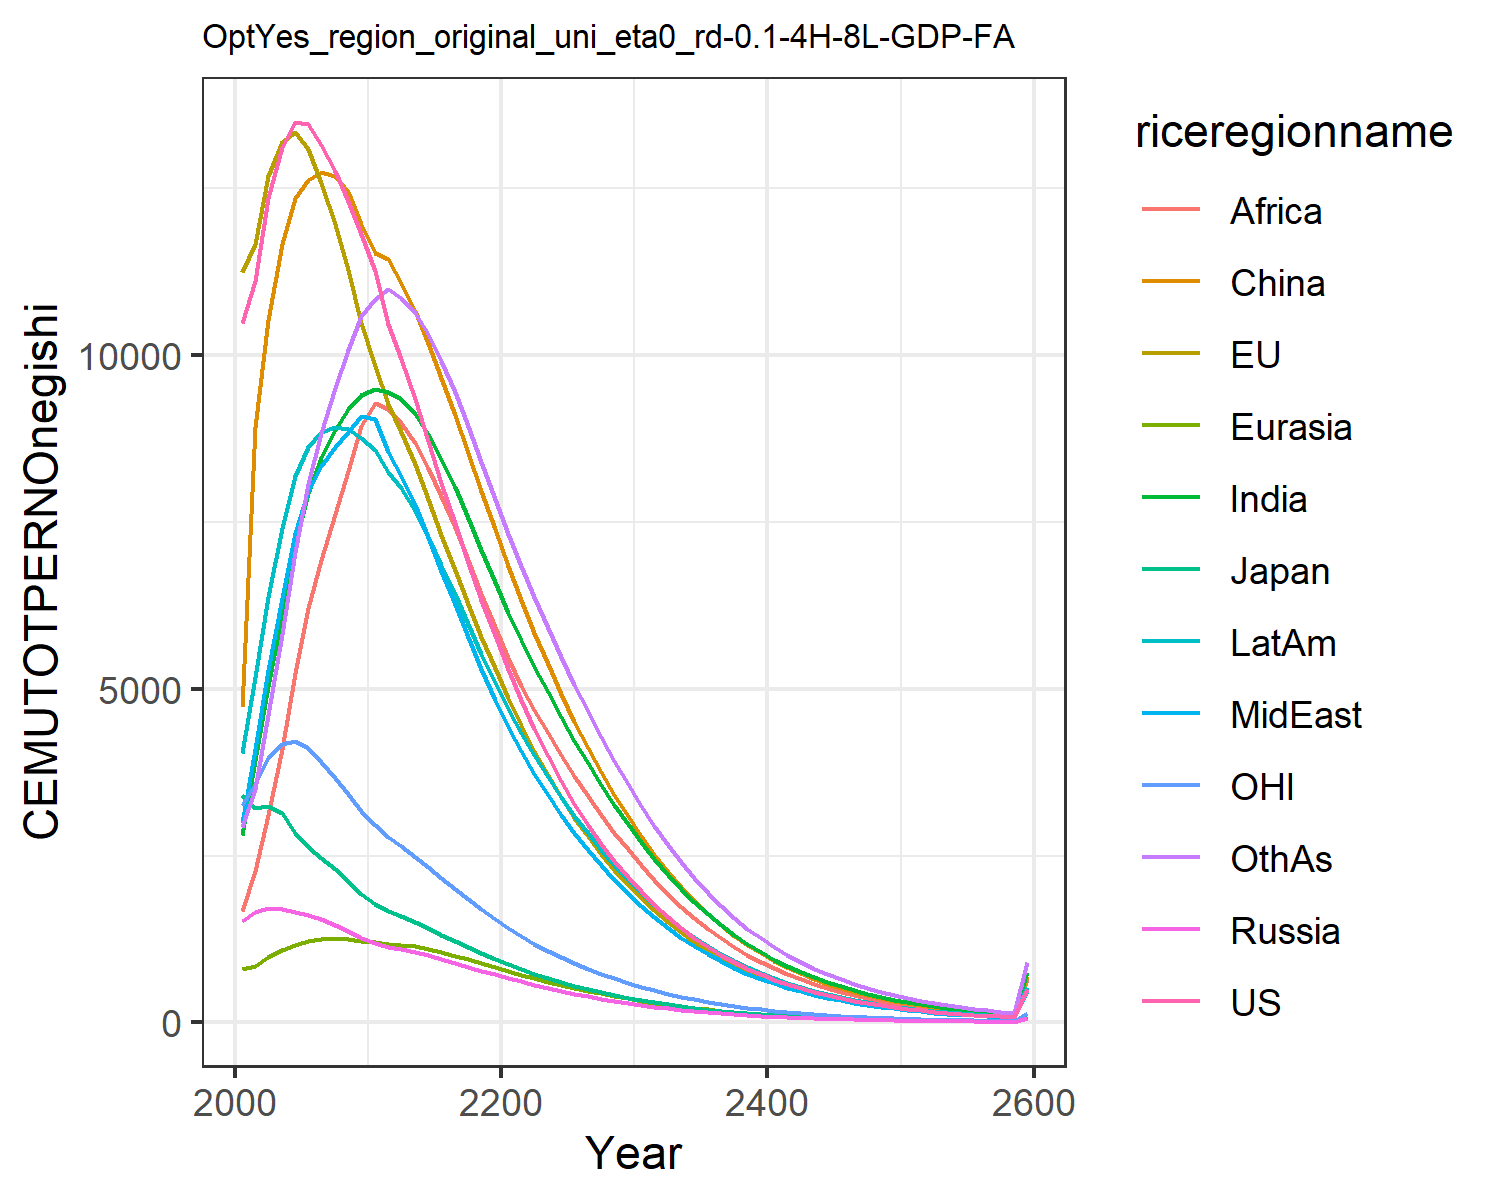 OptYes_region_original_uni_eta0_rd-0.1-4H-8L-GDP-FA
CEMUTOTPERNOnegishi
10000
5000
0
2000
2200
2400
2600
Year
riceregionname
Africa
China
EU
Eurasia
India
Japan
LatAm
MidEast
OHI
OthAs
Russia
US